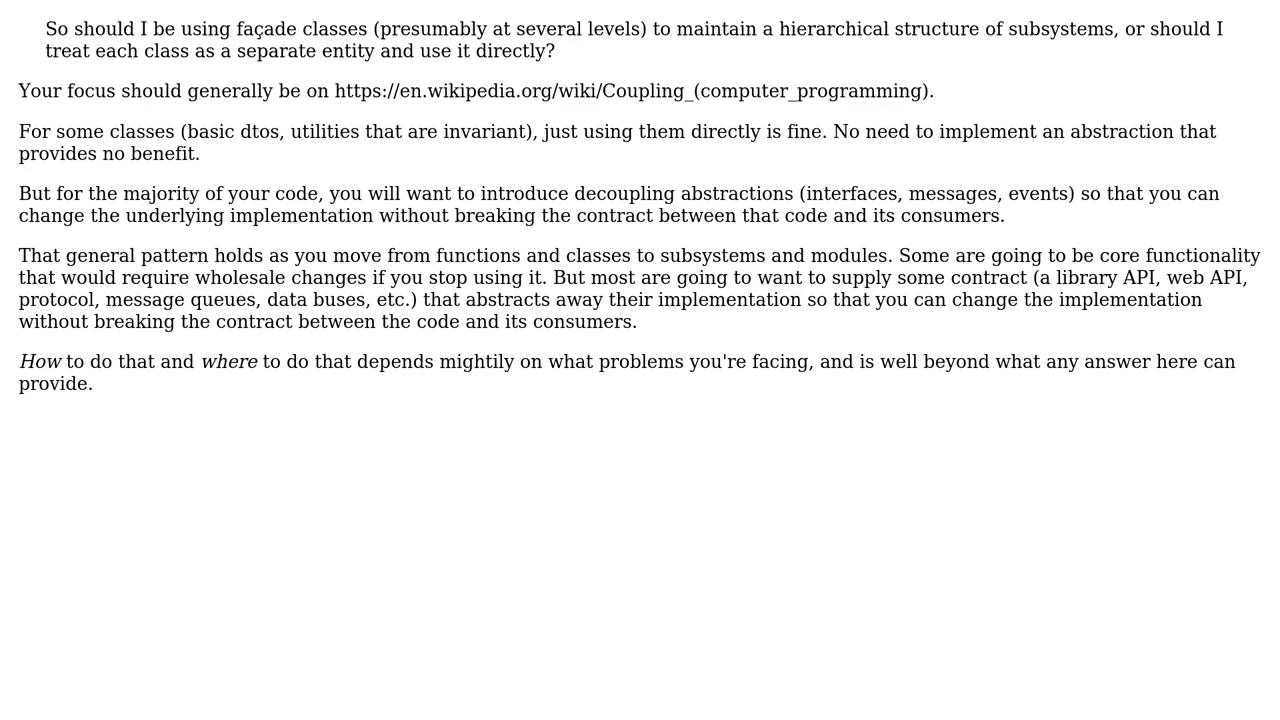 So should I be using façade classes (presumably at several levels) to maintain a hierarchical structure of subsystems, or should I
treat each class as a separate entity and use it directly?
Your focus should generally be on https://en.wikipedia.org/wiki/Coupling_(computer_programming).
For some classes (basic dtos, utilities that are invariant), just using them directly is fine. No need to implement an abstraction that
provides no benefit.
But for the majority of your code, you will want to introduce decoupling abstractions (interfaces, messages, events) so that you can
change the underlying implementation without breaking the contract between that code and its consumers.
That general pattern holds as you move from functions and classes to subsystems and modules. Some are going to be core functionality
that would require wholesale changes if you stop using it. But most are going to want to supply some contract (a library API, web API,
protocol, message queues, data buses, etc.) that abstracts away their implementation so that you can change the implementation
without breaking the contract between the code and its consumers.
How to do that and where to do that depends mightily on what problems you're facing, and is well beyond what any answer here can
provide.